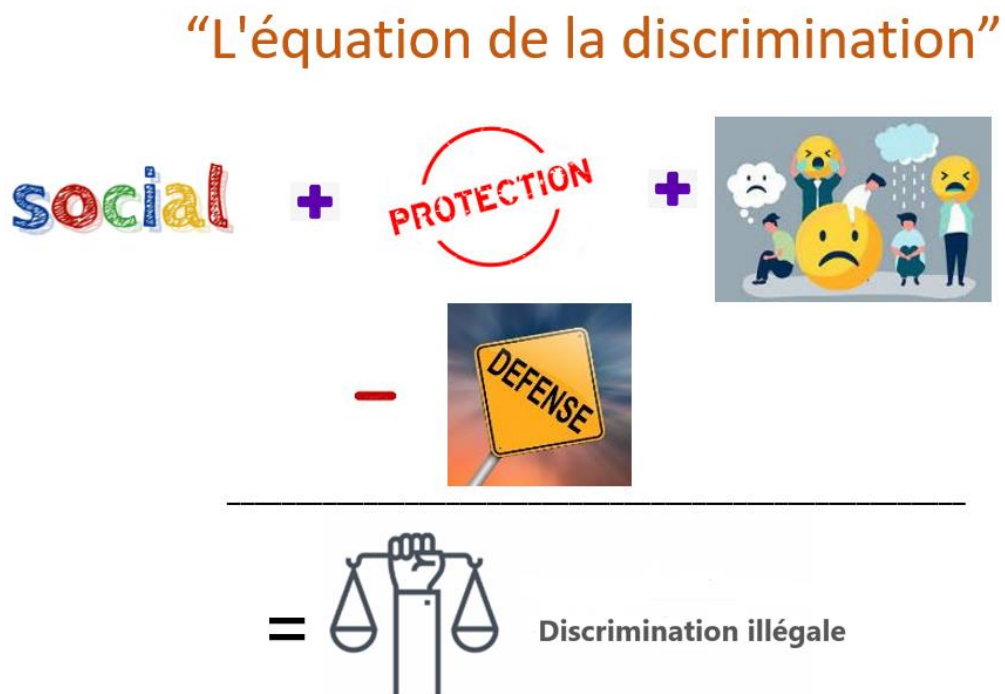 “L'équation de la discrimination”
social + PROTECTION +
− DEFENSE
= Discrimination illégale